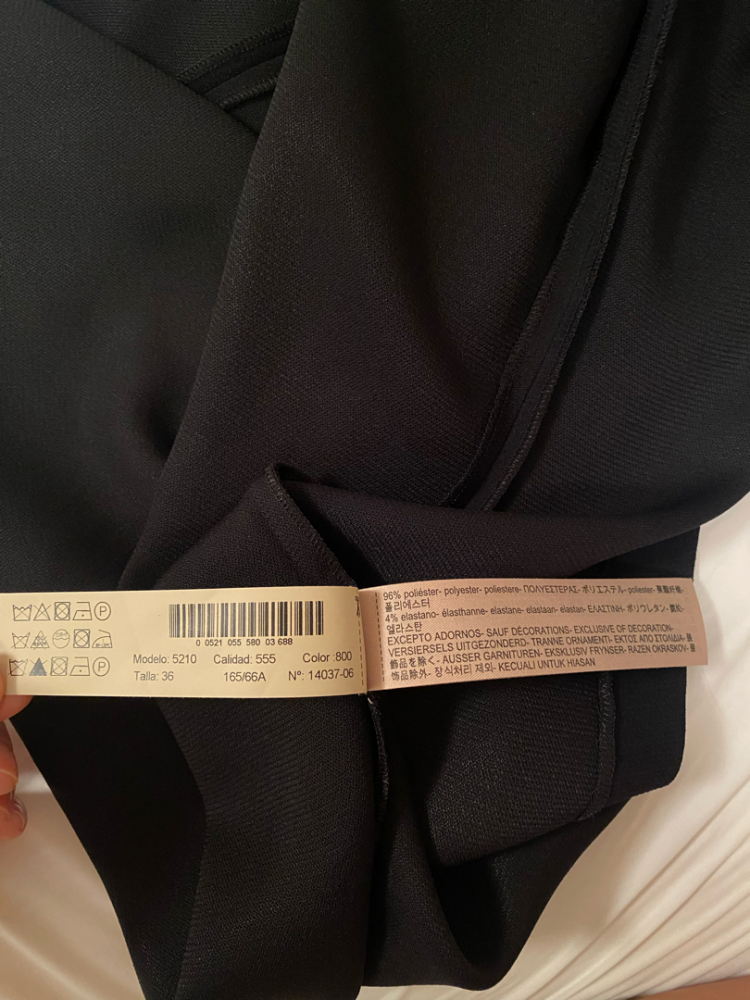 0 0521 055 580 03 688
Modelo: 5210 Calidad: 555 Color :800
Talla: 36 165/66A Nº: 14037-06
96% poliéster- polyester- poliestere- ΠΟΛΥΕΣΤΕΡΑΣ- ポリエステル- poliester- 聚酯纤维-
폴리에스터
4% elastano- élasthanne- elastane- elastaan- elastan- ΕΛΑΣΤΙΝΗ- ポリウレタン- 氨纶-
엘라스탄
EXCEPTO ADORNOS- SAUF DÉCORATIONS- EXCLUSIVE OF DECORATION-
VERSIERSELS UITGEZONDERD- TRANNE ORNAMENTI- ΕΚΤΟΣ ΑΠΟ ΣΤΟΛΙΔΙΑ- 装
飾品を除く- AUSSER GARNITUREN- EKSKLUSIV FRYNSER- RAZEN OKRASKOV- 装
饰品除外- 장식처리 제외- KECUALI UNTUK HIASAN